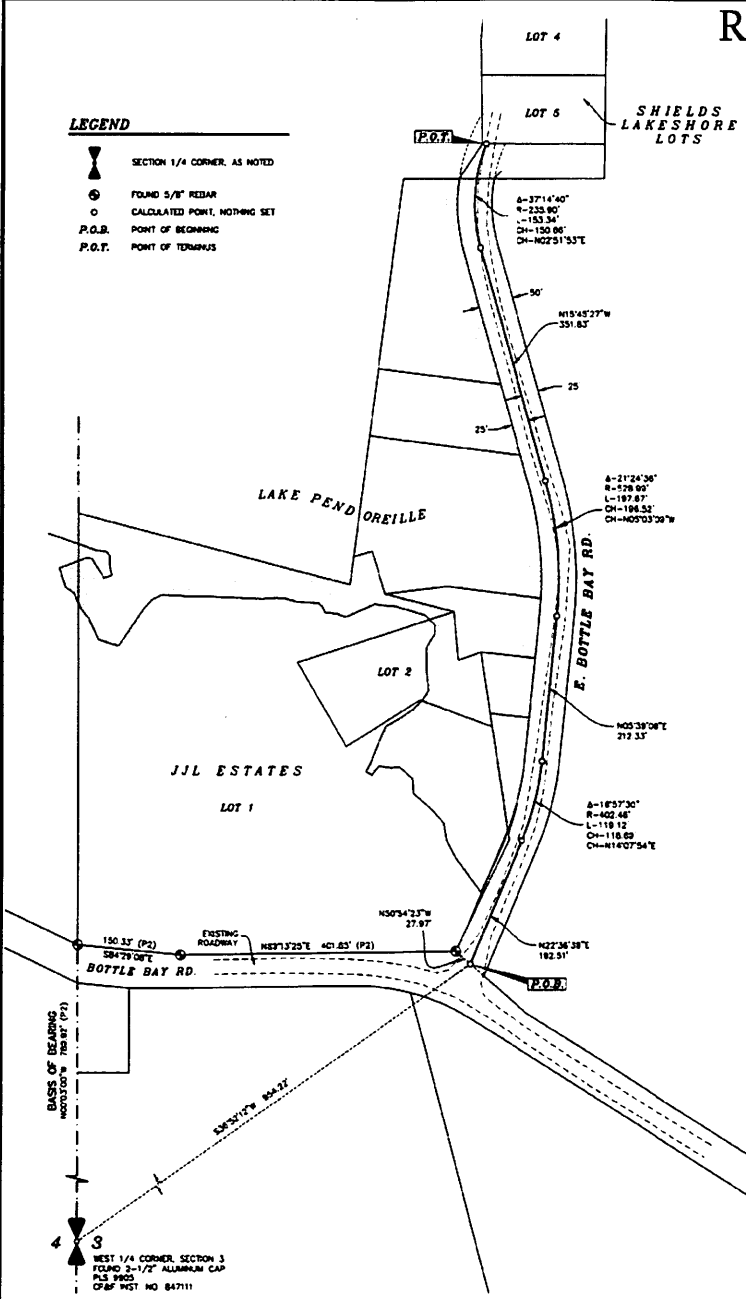 R
LOT 4
LOT 5
SHIELDS
LAKESHORE
LOTS
LEGEND
SECTION 1/4 CORNER, AS NOTED
FOUND 5/8" REBAR
CALCULATED POINT, NOTHING SET
P.O.B. POINT OF BEGINNING
P.O.T. POINT OF TERMINUS
P.O.T.
Δ-37°14'40"
R-235.90'
L-153.34'
CH-150.66'
CH-N02°51'53"E
50'
N15°45'27"W
351.83'
25
25'
LAKE PEND OREILLE
Δ-21°24'36"
R-528.99'
L-197.67'
CH-196.52'
CH-N05°03'09"W
E. BOTTLE BAY RD.
LOT 2
N05°39'08"E
212.33'
JJL ESTATES
LOT 1
Δ-16°57'30"
R-402.46'
L-119.12
CH-118.69
CH-N14°07'54"E
N50°54'23"W
27.97'
150.33' (P2)
S84°29'08"E
EXISTING
ROADWAY
N89°13'25"E 401.65' (P2)
N22°36'38"E
192.51'
BOTTLE BAY RD.
P.O.B.
BASIS OF BEARING
N00°03'00"W (P2)
954.22'
4 3
WEST 1/4 CORNER, SECTION 3
FOUND 2-1/2" ALUMINUM CAP
PLS 9905
CP&F INST NO 847111